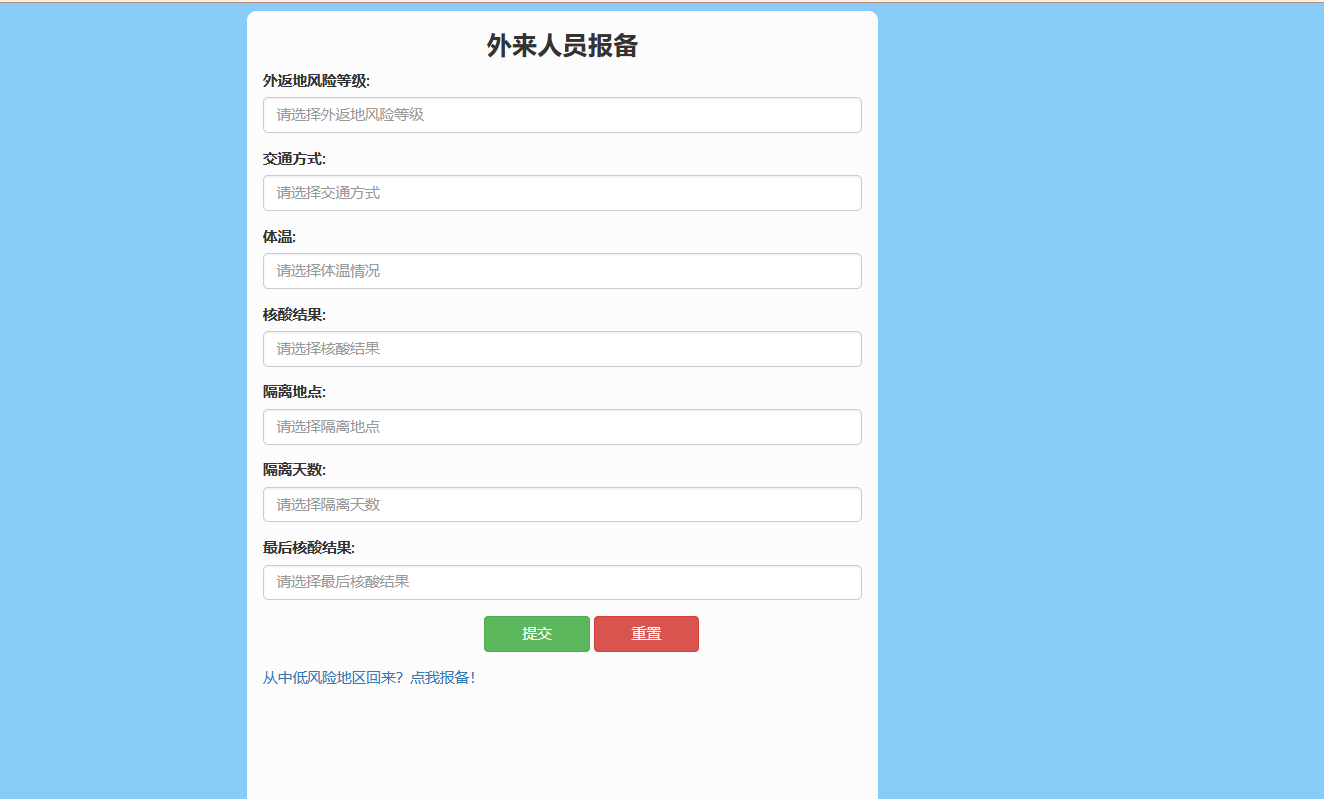 外来人员报备
外返地风险等级:
请选择外返地风险等级
交通方式:
请选择交通方式
体温:
请选择体温情况
核酸结果:
请选择核酸结果
隔离地点:
请选择隔离地点
隔离天数:
请选择隔离天数
最后核酸结果:
请选择最后核酸结果
提交 重置
从中低风险地区回来？点我报备！